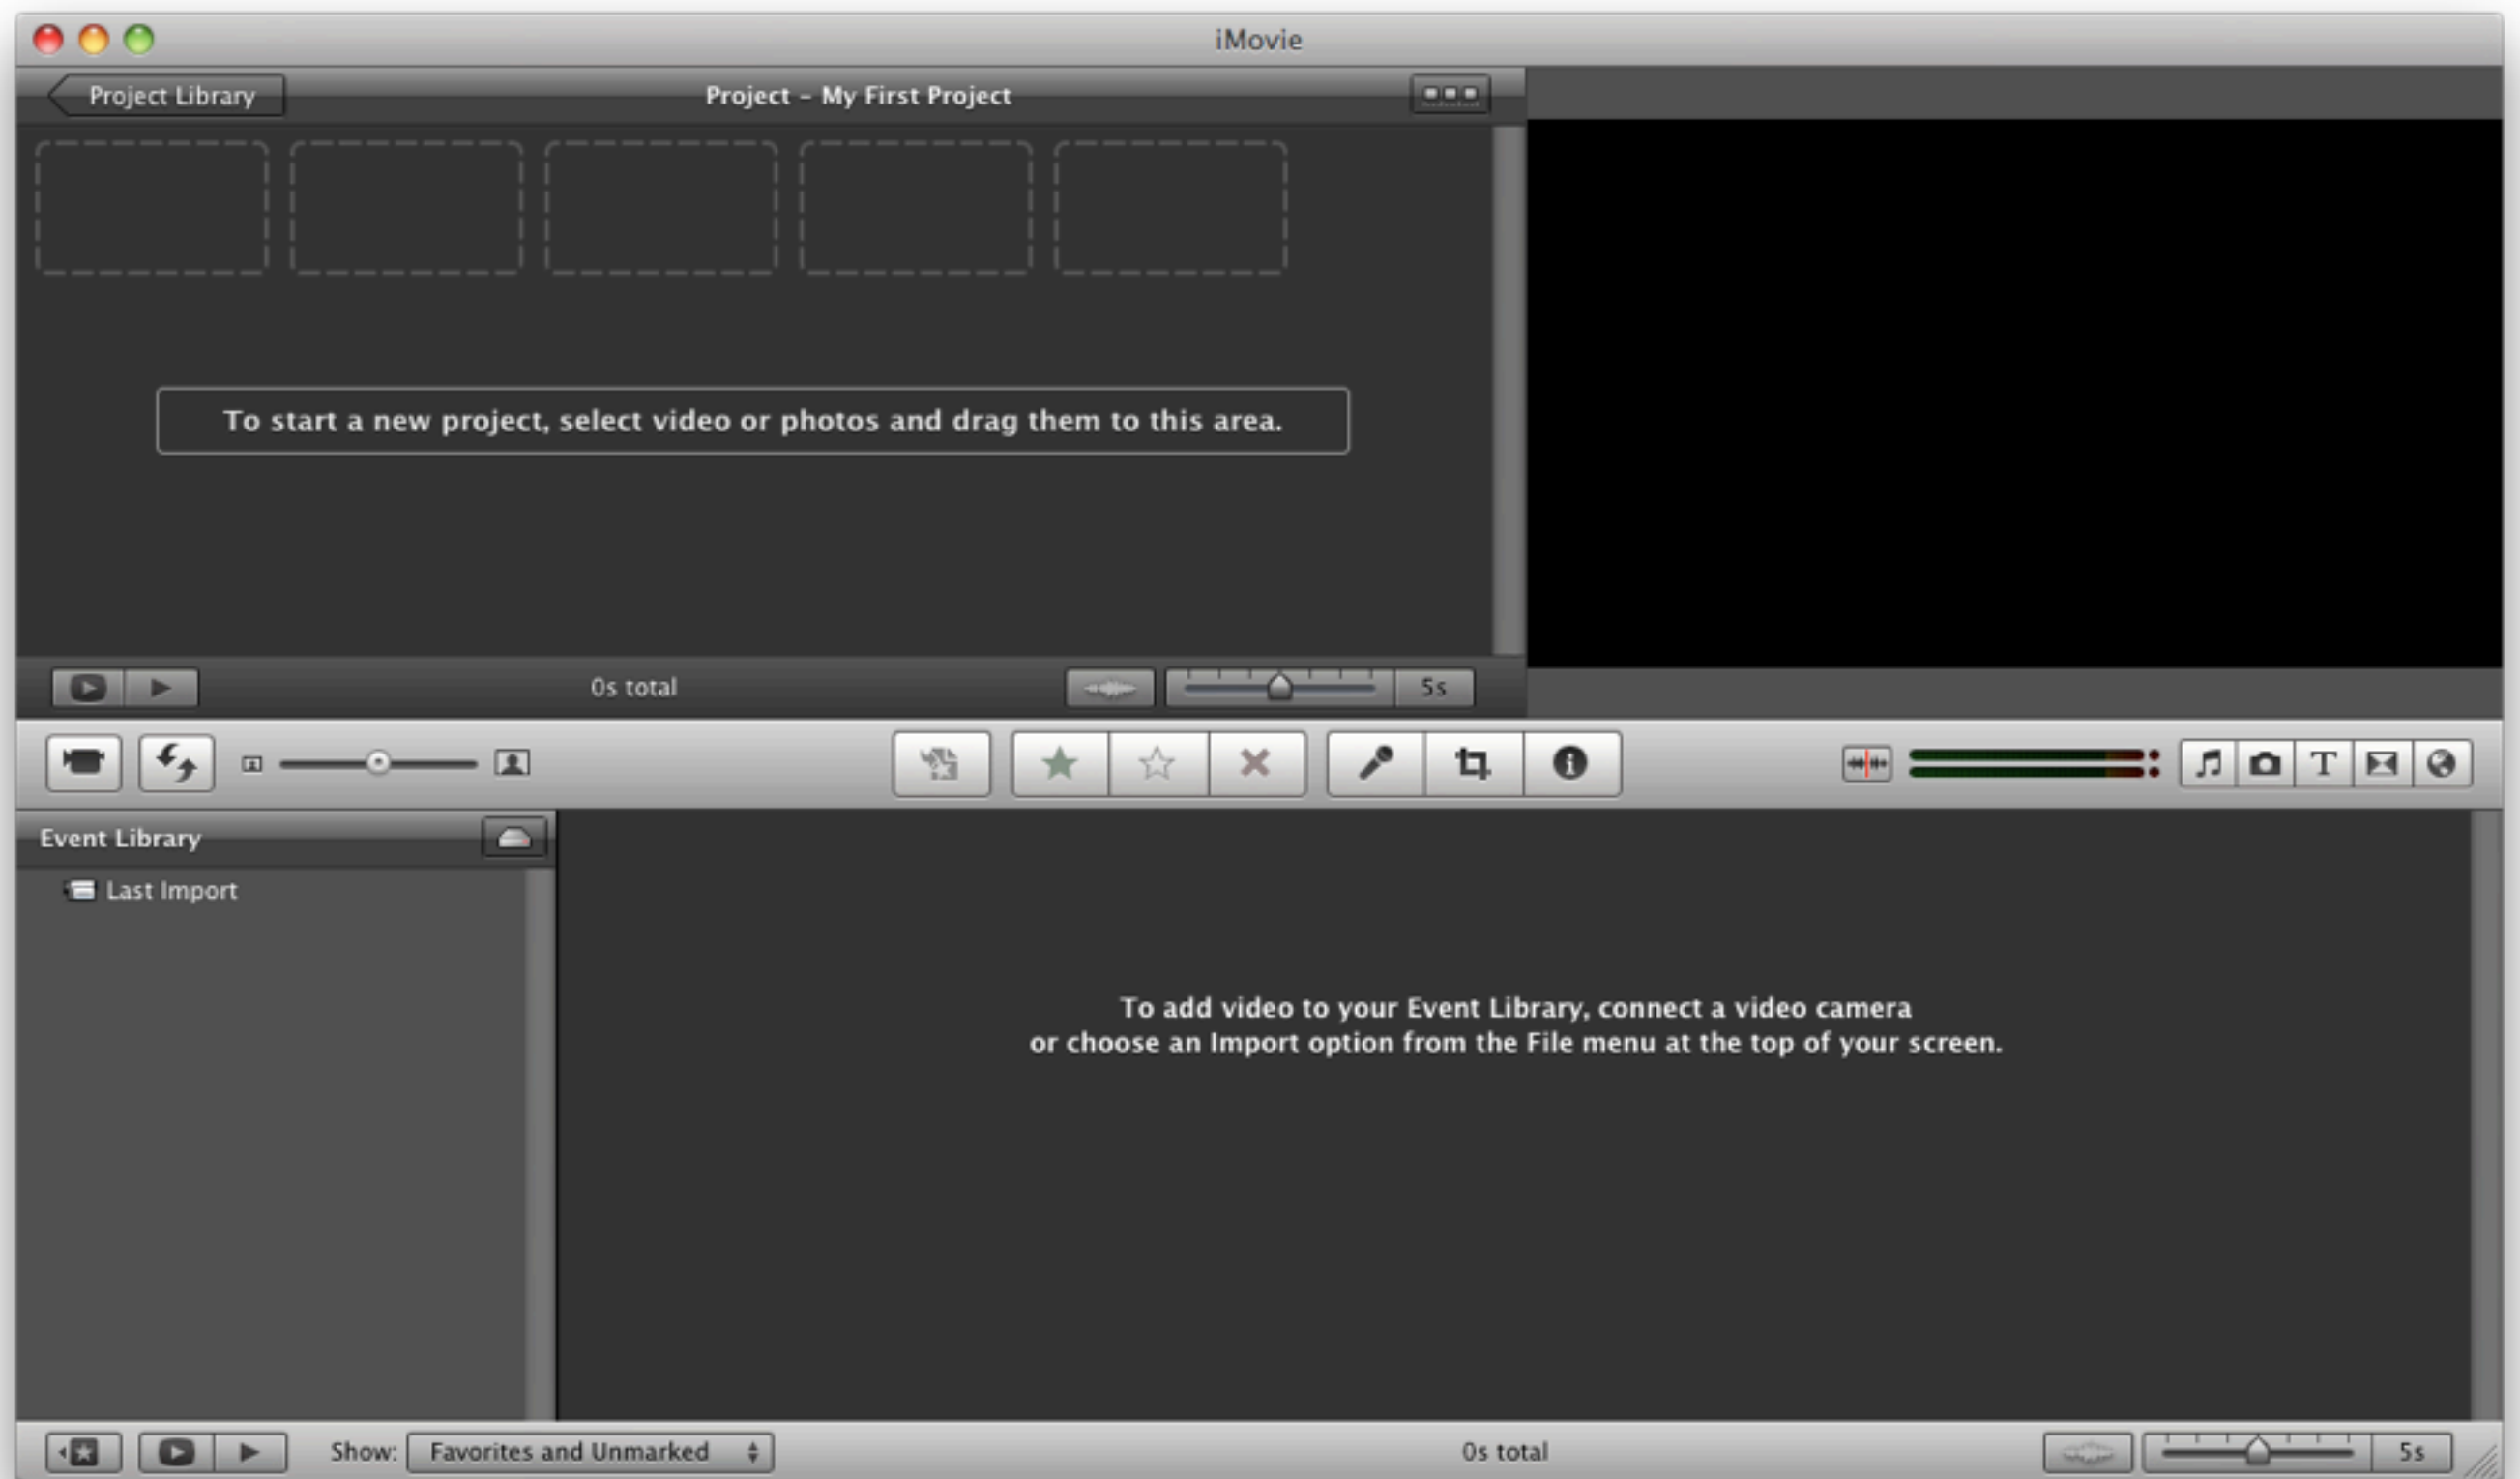 iMovie
Project Library
Project – My First Project
To start a new project, select video or photos and drag them to this area.
0s total
5s
T
Event Library
Last Import
To add video to your Event Library, connect a video camera
or choose an Import option from the File menu at the top of your screen.
Show:
Favorites and Unmarked
0s total
5s